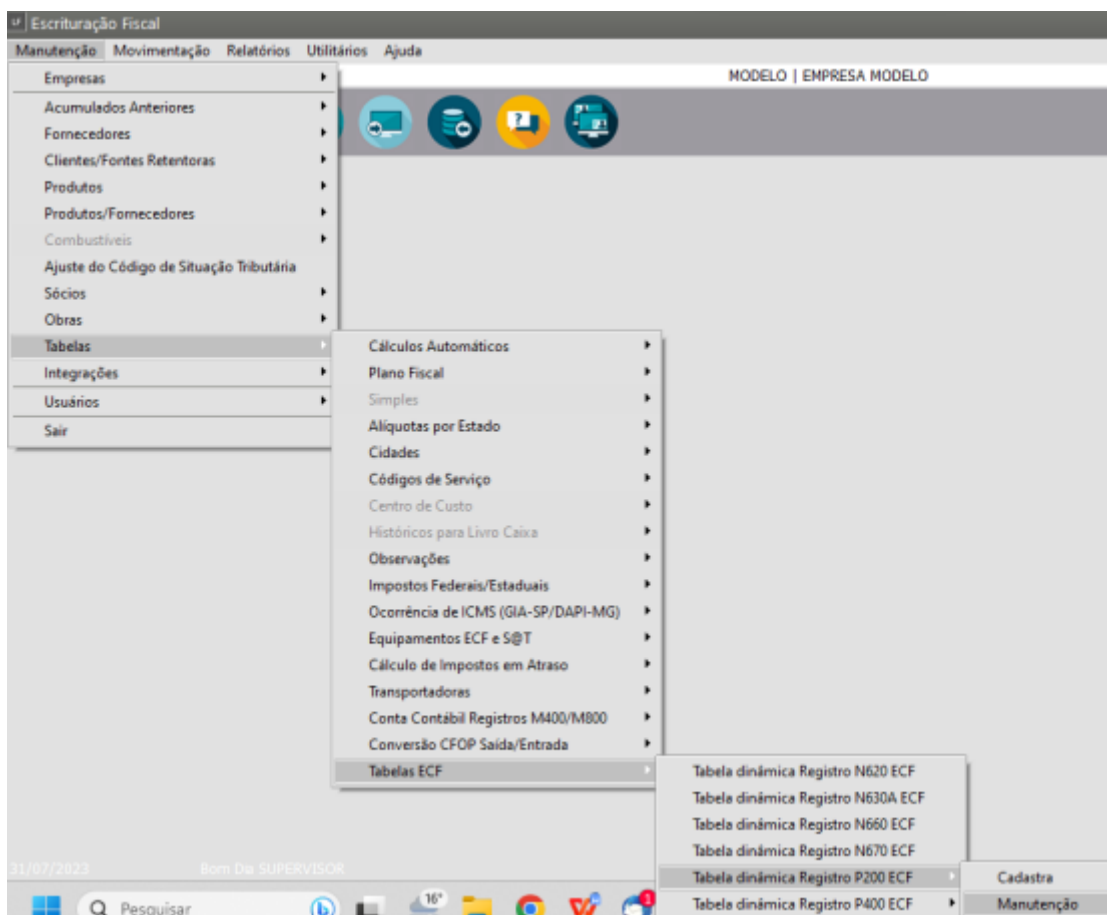 LF Escrituração Fiscal
Manutenção Movimentação Relatórios Utilitários Ajuda
MODELO | EMPRESA MODELO
Empresas
Acumulados Anteriores
Fornecedores
Clientes/Fontes Retentoras
Produtos
Produtos/Fornecedores
Combustíveis
Ajuste do Código de Situação Tributária
Sócios
Obras
Tabelas
Integrações
Usuários
Sair
Cálculos Automáticos
Plano Fiscal
Simples
Alíquotas por Estado
Cidades
Códigos de Serviço
Centro de Custo
Históricos para Livro Caixa
Observações
Impostos Federais/Estaduais
Ocorrência de ICMS (GIA-SP/DAPI-MG)
Equipamentos ECF e S@T
Cálculo de Impostos em Atraso
Transportadoras
Conta Contábil Registros M400/M800
Conversão CFOP Saída/Entrada
Tabelas ECF
Tabela dinâmica Registro N620 ECF
Tabela dinâmica Registro N630A ECF
Tabela dinâmica Registro N660 ECF
Tabela dinâmica Registro N670 ECF
Tabela dinâmica Registro P200 ECF
Tabela dinâmica Registro P400 ECF
Cadastra
Manutenção
31/07/2023 Bom Dia SUPERVISOR
Pesquisar
16°